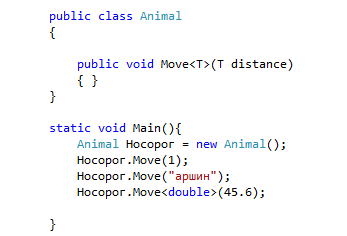 public class Animal
{
public void Move<T>(T distance)
{ }
}
static void Main(){
Animal Носорог = new Animal();
Носорог.Move(1);
Носорог.Move("аршин");
Носорог.Move<double>(45.6);
}